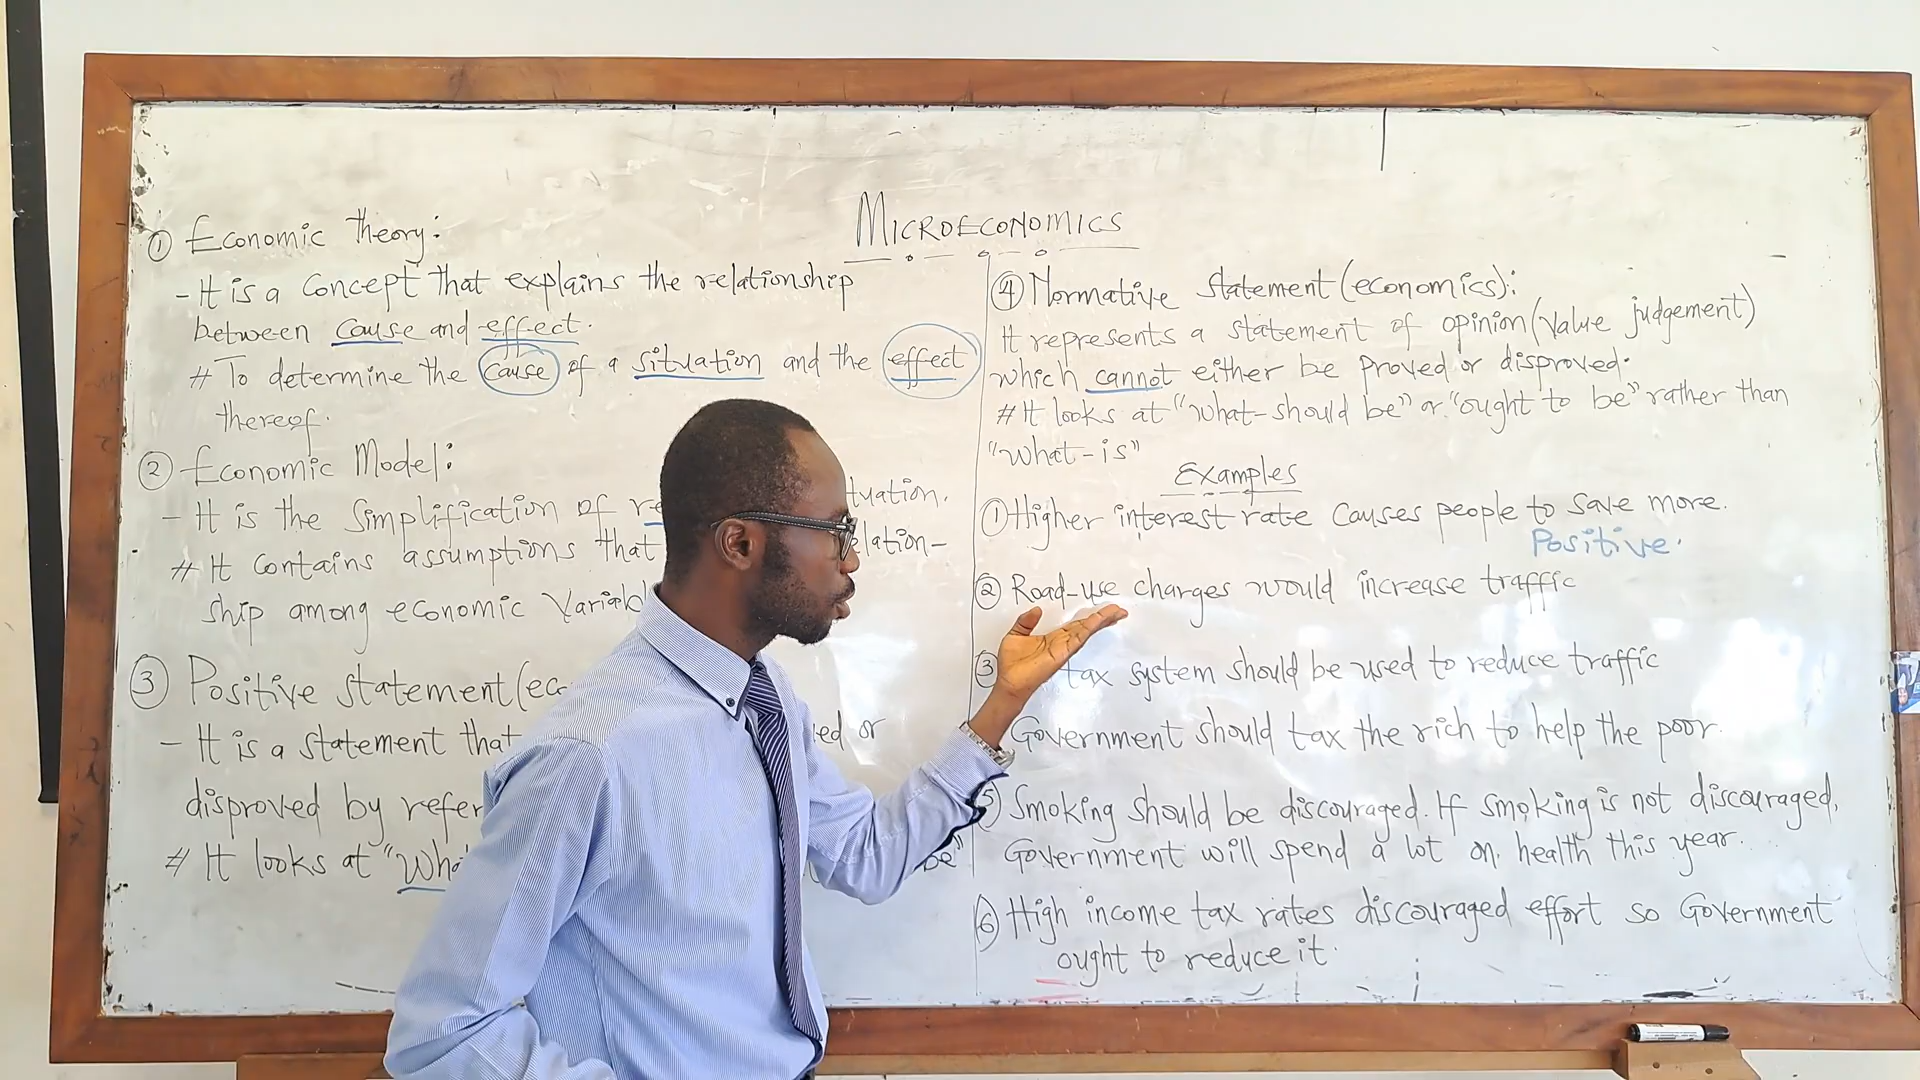 MICROECONOMICS
① Economic theory:
- It is a concept that explains the relationship
between cause and effect.
# To determine the cause of a situation and the effect
thereof.
② Economic Model:
- It is the simplification of
# It contains assumptions that
ship among economic
③ Positive statement
- It is a statement that or
disproved by
# It looks at
④ Normative statement (economics):
It represents a statement of opinion (value judgement)
which cannot either be proved or disproved.
# It looks at "what-should be" or "ought to be" rather than
"what-is"
Examples
① Higher interest rate causes people to save more.
Positive.
② Road-use charges would increase traffic
③ tax system should be used to reduce traffic
Government should tax the rich to help the poor.
5 Smoking should be discouraged. If smoking is not discouraged,
Government will spend a lot on health this year.
⑥ High income tax rates discouraged effort so Government
ought to reduce it.